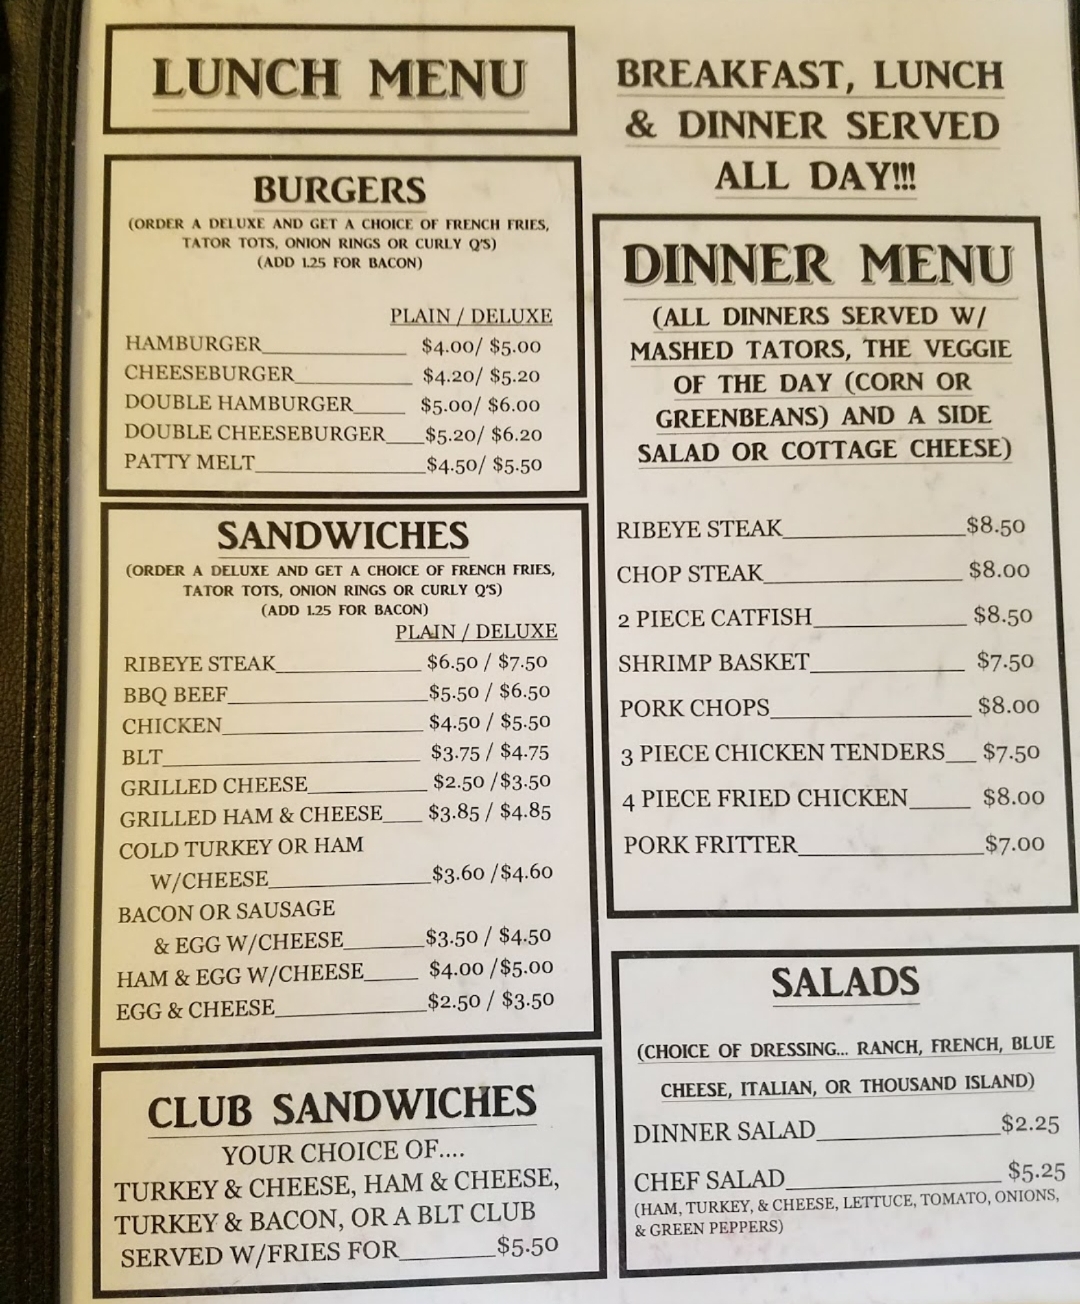 LUNCH MENU
BURGERS
(ORDER A DELUXE AND GET A CHOICE OF FRENCH FRIES,
TATOR TOTS, ONION RINGS OR CURLY Q'S)
(ADD 1.25 FOR BACON)
PLAIN / DELUXE
HAMBURGER $4.00/ $5.00
CHEESEBURGER $4.20/ $5.20
DOUBLE HAMBURGER $5.00/ $6.00
DOUBLE CHEESEBURGER $5.20/ $6.20
PATTY MELT $4.50/ $5.50
SANDWICHES
(ORDER A DELUXE AND GET A CHOICE OF FRENCH FRIES,
TATOR TOTS, ONION RINGS OR CURLY Q'S)
(ADD 1.25 FOR BACON)
PLAIN / DELUXE
RIBEYE STEAK $6.50 / $7.50
BBQ BEEF $5.50 / $6.50
CHICKEN $4.50 / $5.50
BLT $3.75 / $4.75
GRILLED CHEESE $2.50 /$3.50
GRILLED HAM & CHEESE $3.85 / $4.85
COLD TURKEY OR HAM
W/CHEESE $3.60 /$4.60
BACON OR SAUSAGE
& EGG W/CHEESE $3.50 / $4.50
HAM & EGG W/CHEESE $4.00 /$5.00
EGG & CHEESE $2.50 / $3.50
CLUB SANDWICHES
YOUR CHOICE OF....
TURKEY & CHEESE, HAM & CHEESE,
TURKEY & BACON, OR A BLT CLUB
SERVED W/FRIES FOR $5.50
BREAKFAST, LUNCH
& DINNER SERVED
ALL DAY!!!
DINNER MENU
(ALL DINNERS SERVED W/
MASHED TATORS, THE VEGGIE
OF THE DAY (CORN OR
GREENBEANS) AND A SIDE
SALAD OR COTTAGE CHEESE)
RIBEYE STEAK $8.50
CHOP STEAK $8.00
2 PIECE CATFISH $8.50
SHRIMP BASKET $7.50
PORK CHOPS $8.00
3 PIECE CHICKEN TENDERS $7.50
4 PIECE FRIED CHICKEN $8.00
PORK FRITTER $7.00
SALADS
(CHOICE OF DRESSING... RANCH, FRENCH, BLUE
CHEESE, ITALIAN, OR THOUSAND ISLAND)
DINNER SALAD $2.25
CHEF SALAD $5.25
(HAM, TURKEY, & CHEESE, LETTUCE, TOMATO, ONIONS,
& GREEN PEPPERS)